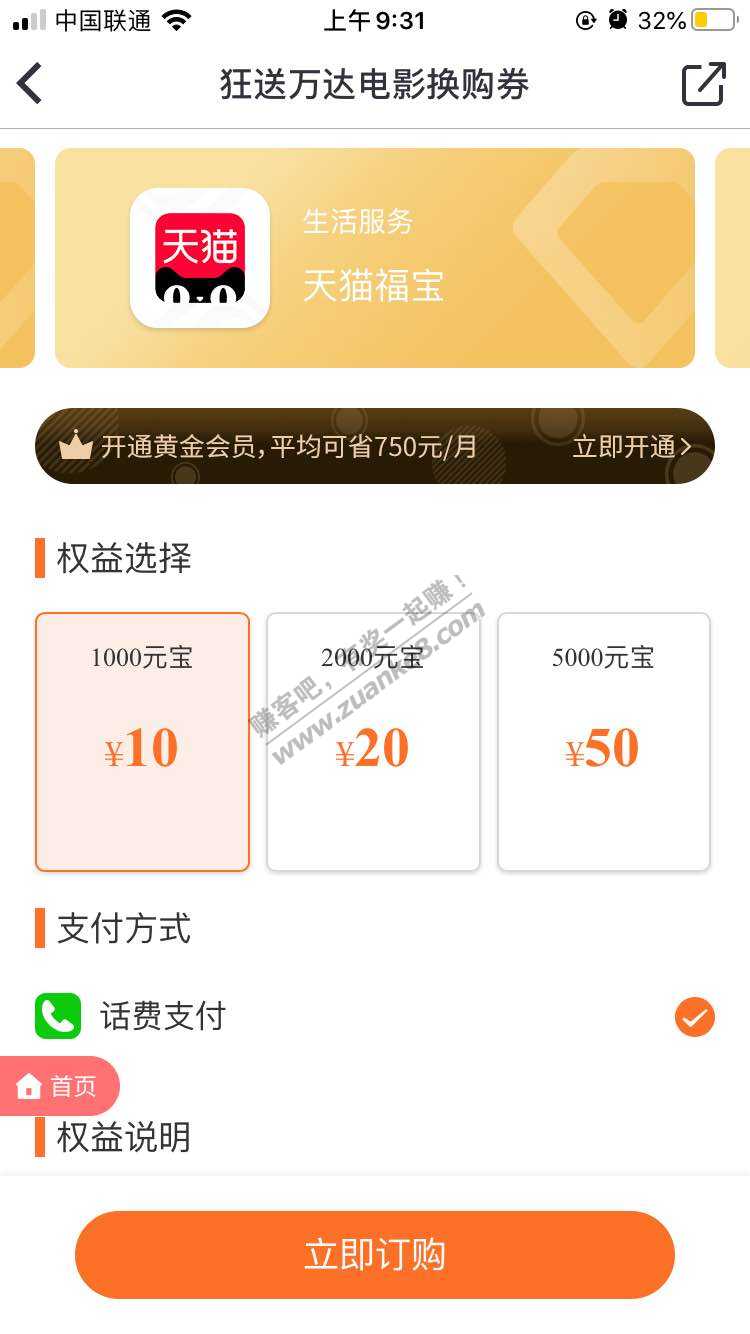 中国联通
上午 9:31
32%
狂送万达电影换购券
天猫
生活服务
天猫福宝
开通黄金会员，平均可省750元/月
立即开通
权益选择
1000元宝
¥10
2000元宝
¥20
5000元宝
¥50
赚客吧，有奖一起赚！
www.zuanke8.com
支付方式
话费支付
首页
权益说明
立即订购